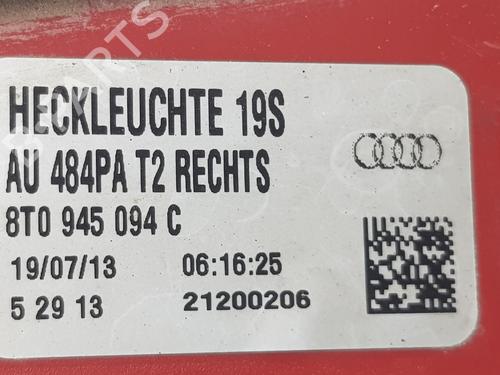 HECKLEUCHTE 19S
AU 484PA T2 RECHTS
8T0 945 094 C
19/07/13 06:16:25
5 29 13 21200206